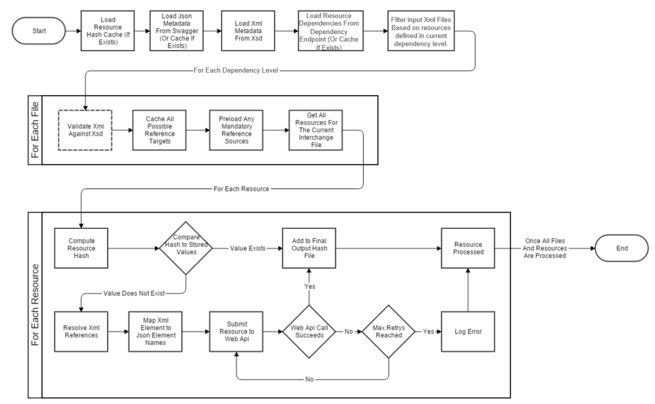 Start
Load
Resource
Hash Cache (If
Exists)
Load Json
Metadata
From Swagger
(Or Cache If
Exists)
Load Xml
Metadata
From Xsd
Load Resource
Dependencies From
Dependency
Endpoint (Or Cache
If Exists)
Filter input Xml Files
Based on resources
defined in current
dependency level.
For Each Dependency Level
For Each File
Validate Xml
Against Xsd
Cache All
Possible
Reference
Targets
Preload Any
Mandatory
Reference
Sources
Get All
Resources For
The Current
Interchange
File
For Each Resource
For Each Resource
Compute
Resource
Hash
Compare
Hash to Stored
Values
Value Exists
Add to Final
Output Hash
File
Resource
Processed
Once All Files
And Resources
Are Processed
End
Value Does Not Exist
Yes
Resolve Xml
References
Map Xml
Element to
Json Element
Names
Submit
Resource to
Web Api
Web Api Call
Succeeds
No
Max Retrys
Reached
Yes
Log Error
No